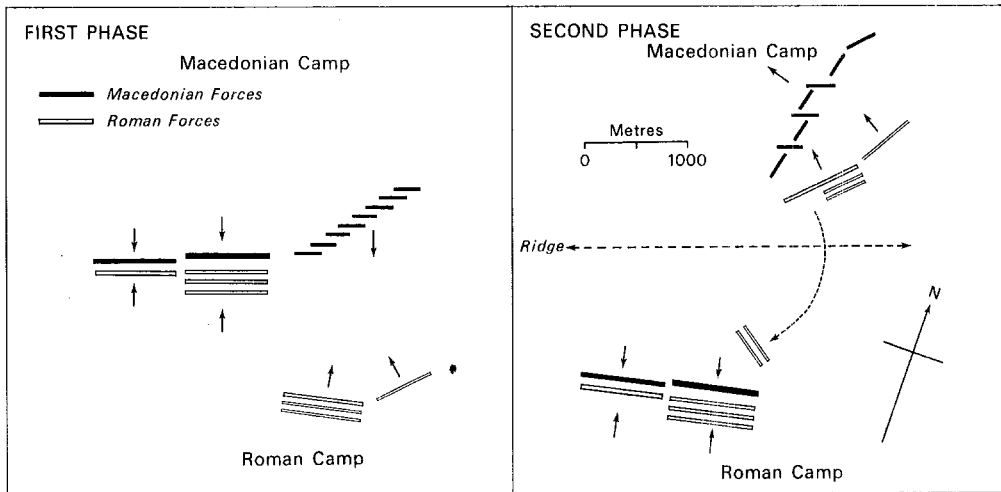 FIRST PHASE
Macedonian Camp
Macedonian Forces
Roman Forces
Roman Camp
SECOND PHASE
Macedonian Camp
Metres
0 1000
Ridge
N
Roman Camp